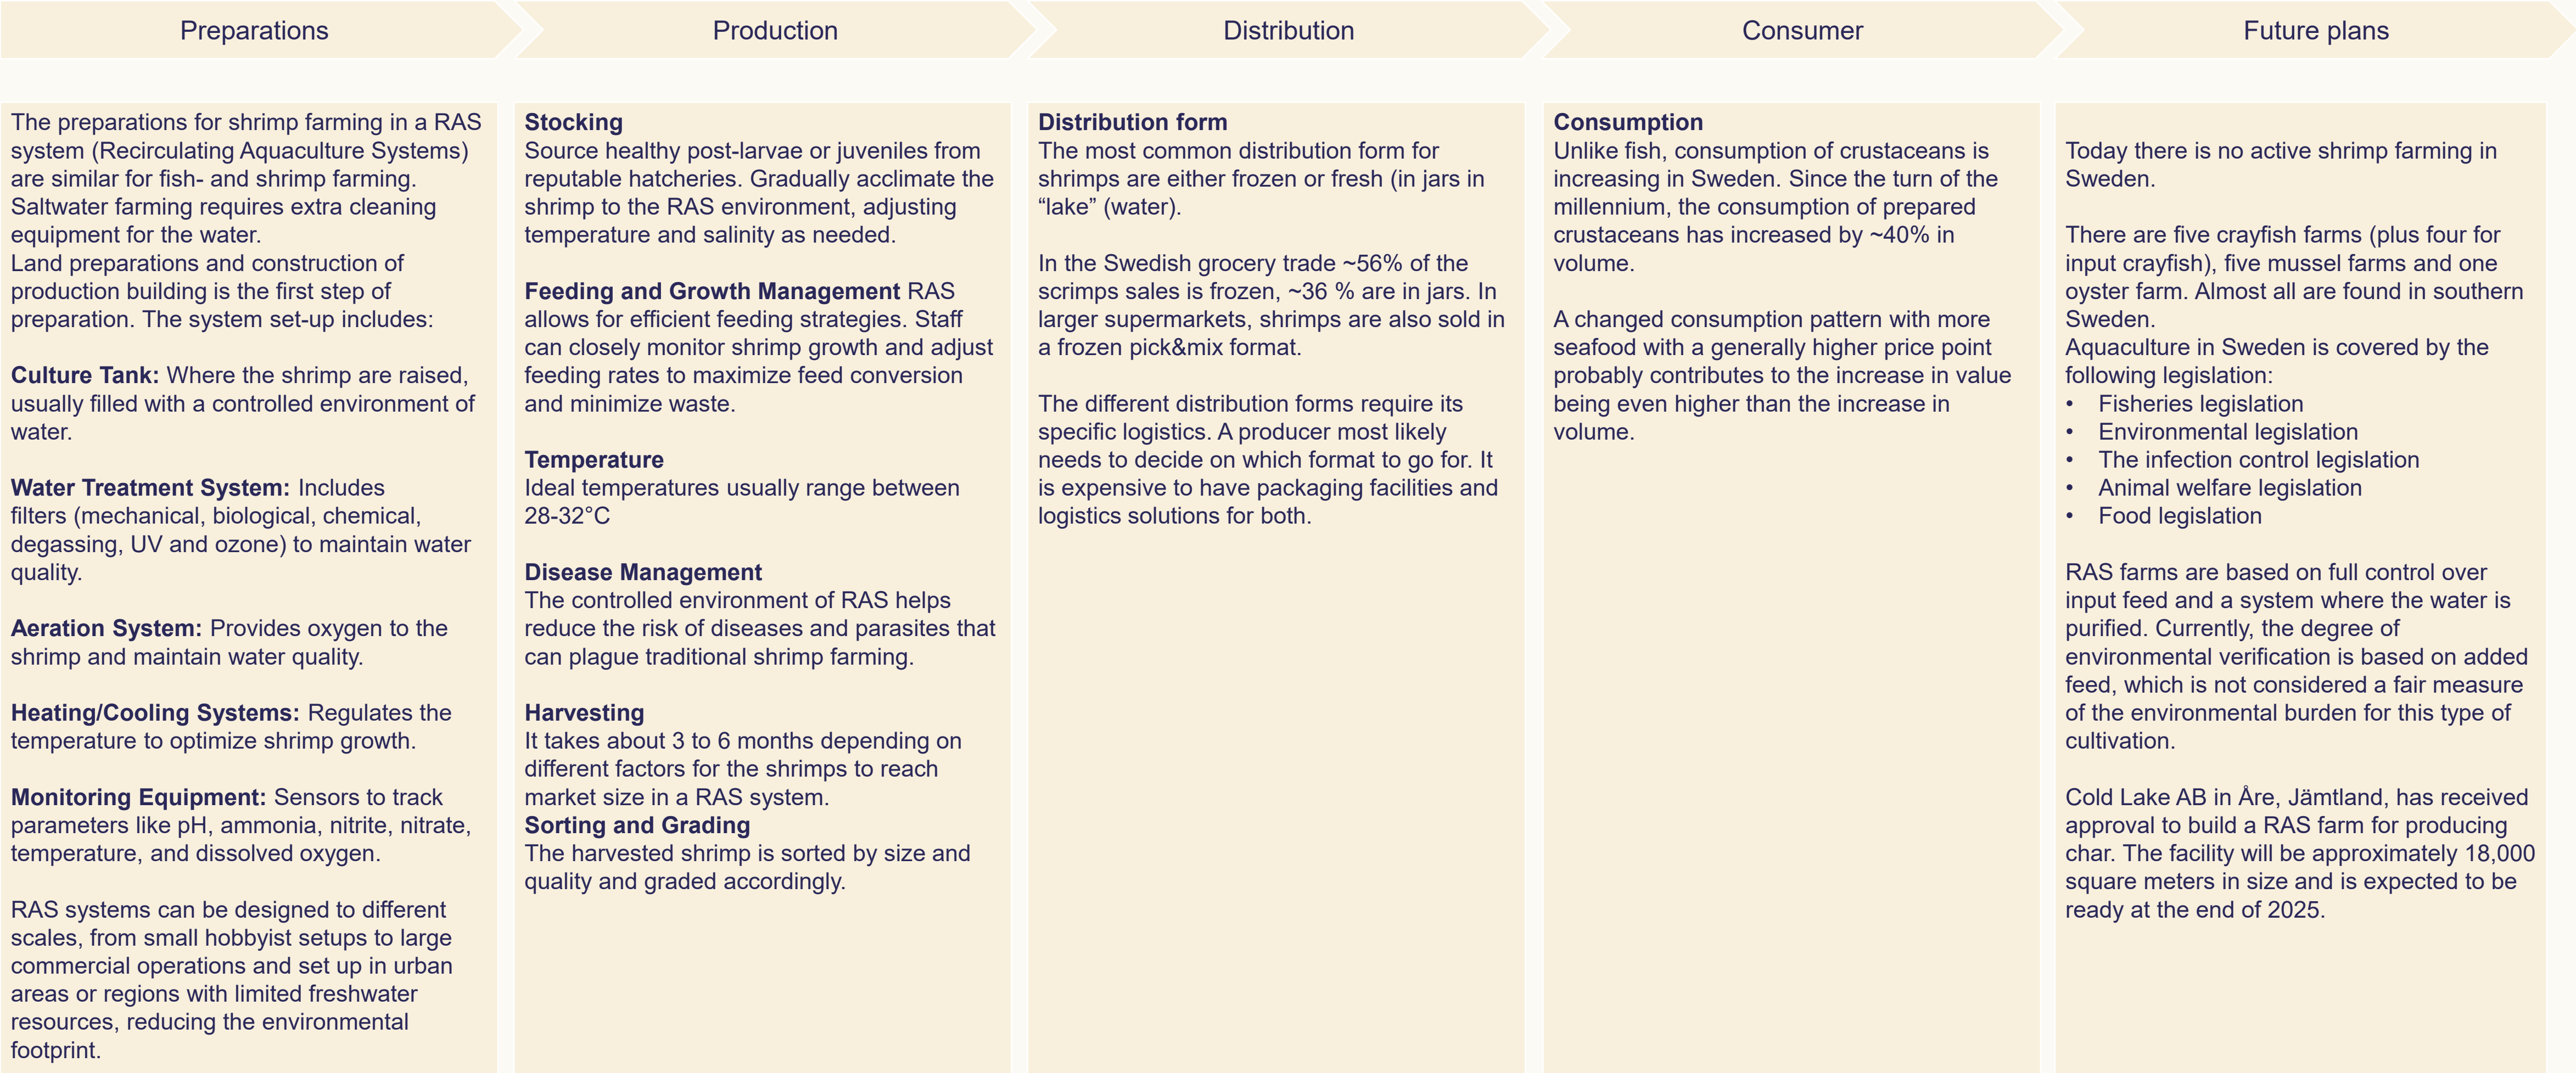 Preparations
Production
Distribution
Consumer
Future plans
The preparations for shrimp farming in a RAS
system (Recirculating Aquaculture Systems)
are similar for fish- and shrimp farming.
Saltwater farming requires extra cleaning
equipment for the water.
Land preparations and construction of
production building is the first step of
preparation. The system set-up includes:
Culture Tank: Where the shrimp are raised,
usually filled with a controlled environment of
water.
Water Treatment System: Includes
filters (mechanical, biological, chemical,
degassing, UV and ozone) to maintain water
quality.
Aeration System: Provides oxygen to the
shrimp and maintain water quality.
Heating/Cooling Systems: Regulates the
temperature to optimize shrimp growth.
Monitoring Equipment: Sensors to track
parameters like pH, ammonia, nitrite, nitrate,
temperature, and dissolved oxygen.
RAS systems can be designed to different
scales, from small hobbyist setups to large
commercial operations and set up in urban
areas or regions with limited freshwater
resources, reducing the environmental
footprint.
Stocking
Source healthy post-larvae or juveniles from
reputable hatcheries. Gradually acclimate the
shrimp to the RAS environment, adjusting
temperature and salinity as needed.
Feeding and Growth Management RAS
allows for efficient feeding strategies. Staff
can closely monitor shrimp growth and adjust
feeding rates to maximize feed conversion
and minimize waste.
Temperature
Ideal temperatures usually range between
28-32°C
Disease Management
The controlled environment of RAS helps
reduce the risk of diseases and parasites that
can plague traditional shrimp farming.
Harvesting
It takes about 3 to 6 months depending on
different factors for the shrimps to reach
market size in a RAS system.
Sorting and Grading
The harvested shrimp is sorted by size and
quality and graded accordingly.
Distribution form
The most common distribution form for
shrimps are either frozen or fresh (in jars in
“lake” (water).
In the Swedish grocery trade ~56% of the
scrimps sales is frozen, ~36 % are in jars. In
larger supermarkets, shrimps are also sold in
a frozen pick&mix format.
The different distribution forms require its
specific logistics. A producer most likely
needs to decide on which format to go for. It
is expensive to have packaging facilities and
logistics solutions for both.
Consumption
Unlike fish, consumption of crustaceans is
increasing in Sweden. Since the turn of the
millennium, the consumption of prepared
crustaceans has increased by ~40% in
volume.
A changed consumption pattern with more
seafood with a generally higher price point
probably contributes to the increase in value
being even higher than the increase in
volume.
Today there is no active shrimp farming in
Sweden.
There are five crayfish farms (plus four for
input crayfish), five mussel farms and one
oyster farm. Almost all are found in southern
Sweden.
Aquaculture in Sweden is covered by the
following legislation:
• Fisheries legislation
• Environmental legislation
• The infection control legislation
• Animal welfare legislation
• Food legislation
RAS farms are based on full control over
input feed and a system where the water is
purified. Currently, the degree of
environmental verification is based on added
feed, which is not considered a fair measure
of the environmental burden for this type of
cultivation.
Cold Lake AB in Åre, Jämtland, has received
approval to build a RAS farm for producing
char. The facility will be approximately 18,000
square meters in size and is expected to be
ready at the end of 2025.